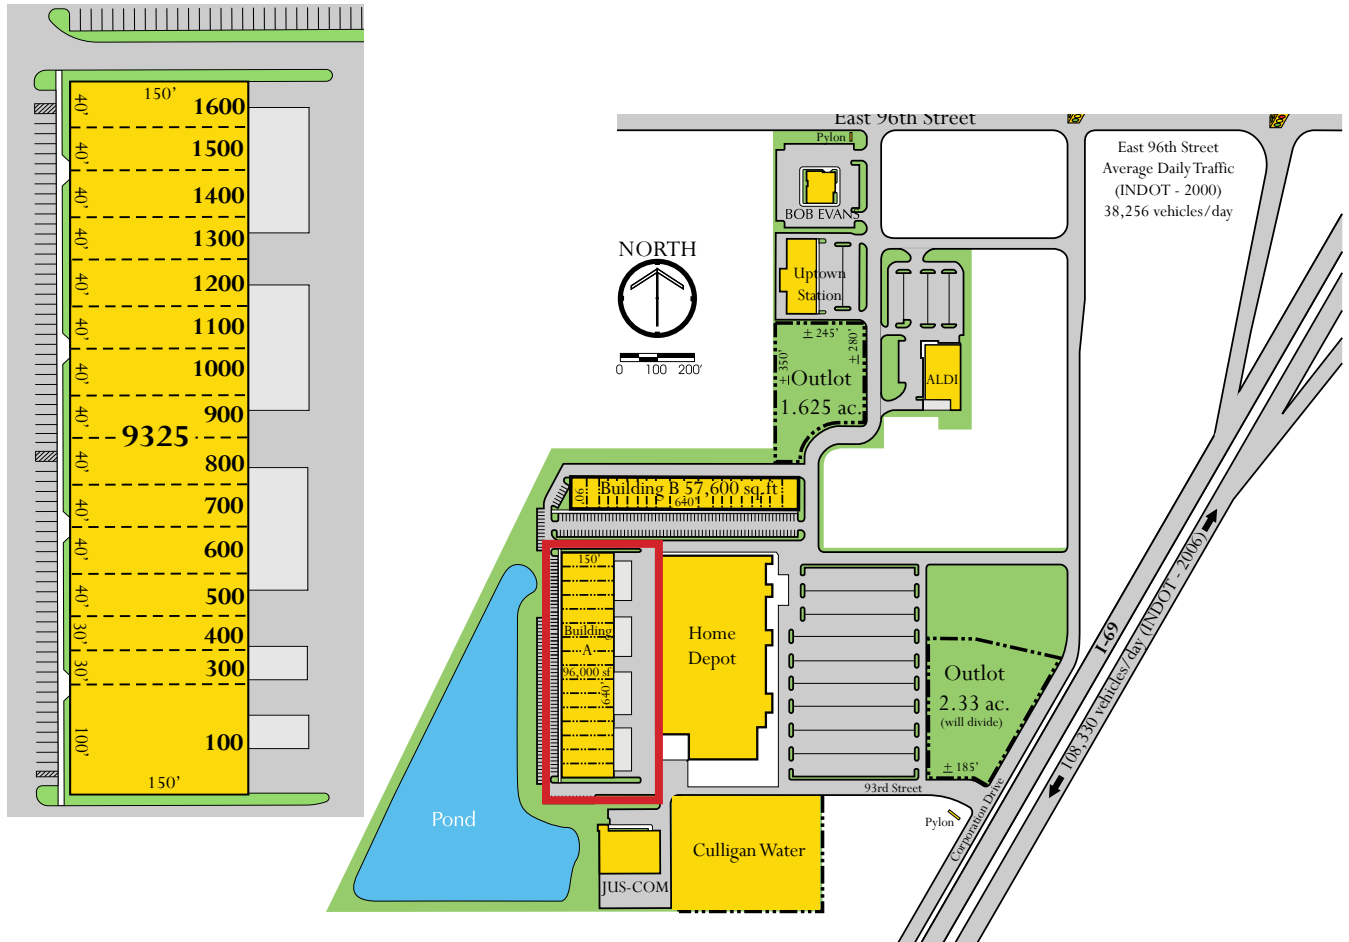 150'
40' 1600
40' 1500
40' 1400
40' 1300
40' 1200
40' 1100
40' 1000
40' 900
9325
40' 800
40' 700
40' 600
40' 500
30' 400
30' 300
100' 100
150'
East 96th Street
Pylon
BOB EVANS
Uptown
Station
East 96th Street
Average Daily Traffic
(INDOT - 2000)
38,256 vehicles/day
NORTH
0 100 200'
± 245'
± 350'
± 280'
Outlot
1.625 ac.
ALDI
90'
Building B 57,600 sq.ft
640'
150'
Building
A
96,000 sf
640'
Home
Depot
Outlot
2.33 ac.
(will divide)
± 185'
I-69
108,330 vehicles/day (INDOT - 2006)
93rd Street
Corporation Drive
Pylon
Pond
Culligan Water
JUS-COM